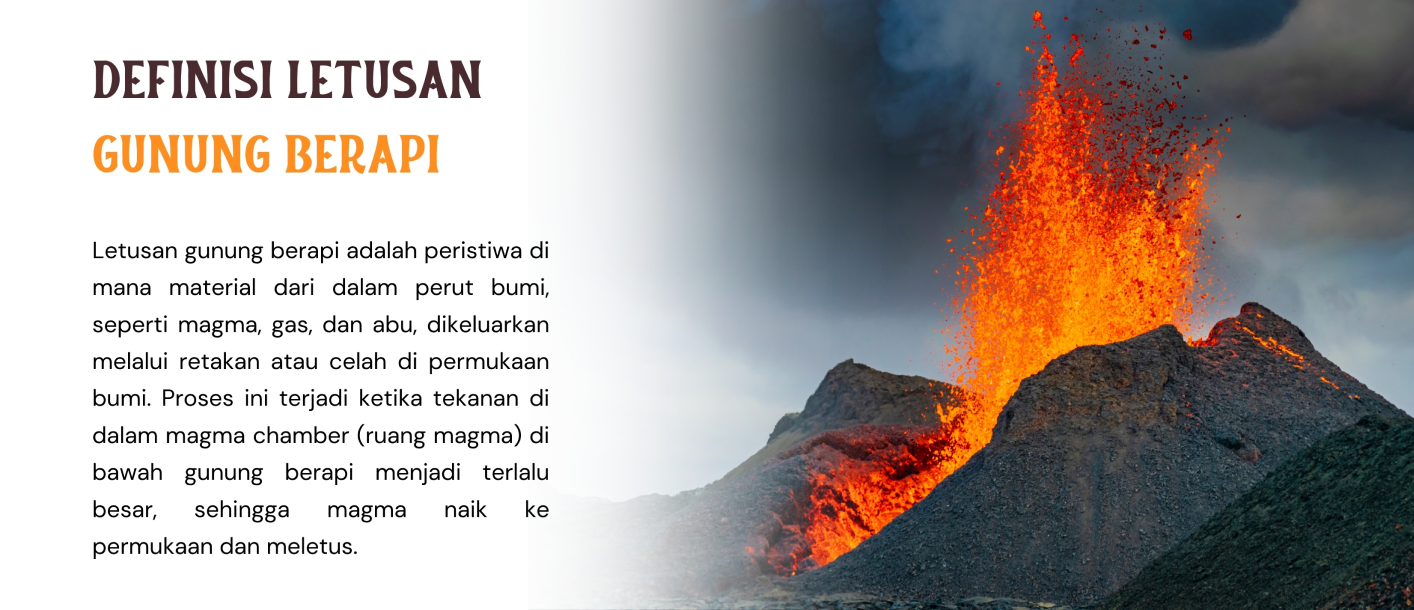 DEFINISI LETUSAN
GUNUNG BERAPI
Letusan gunung berapi adalah peristiwa di
mana material dari dalam perut bumi,
seperti magma, gas, dan abu, dikeluarkan
melalui retakan atau celah di permukaan
bumi. Proses ini terjadi ketika tekanan di
dalam magma chamber (ruang magma) di
bawah gunung berapi menjadi terlalu
besar, sehingga magma naik ke
permukaan dan meletus.